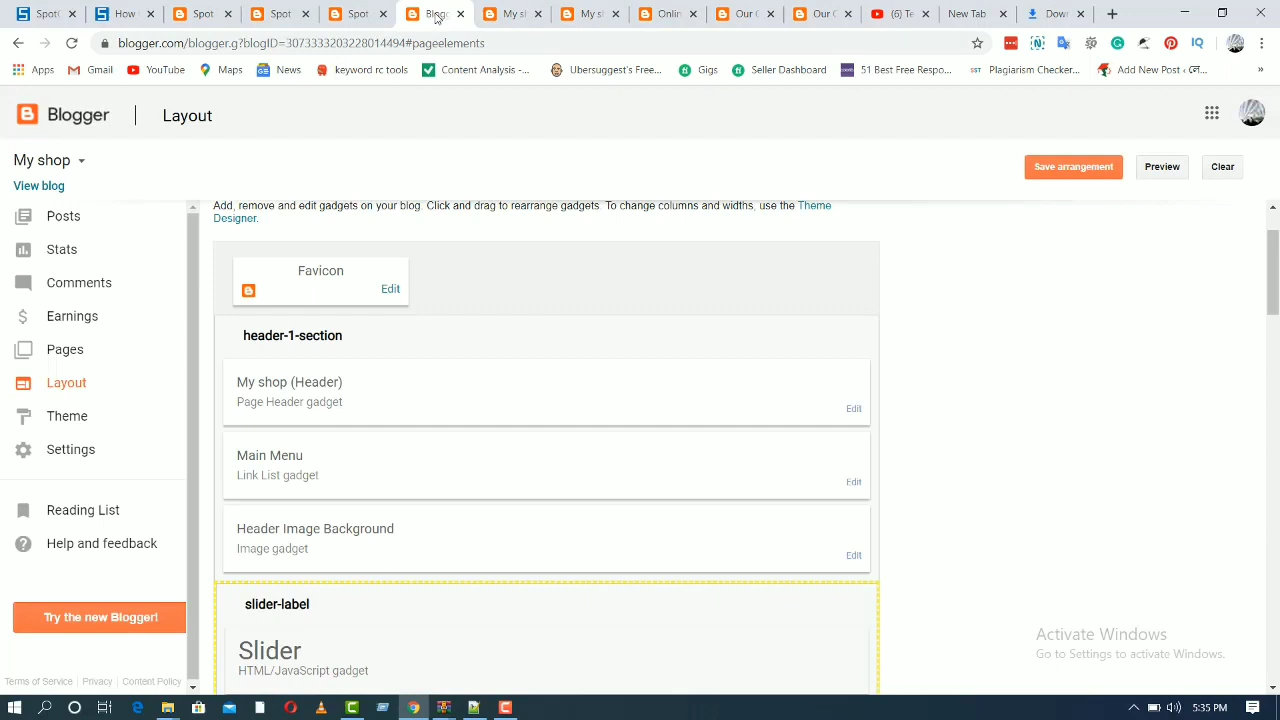 Spot
How
Spot
Spot
Spot
Blog
My sh
My s
Onlin
Our C
Our C
(6) Te
New Tab
Dow
blogger.com/blogger.g?blogID=3073333203228014494#pageelements
Apps Gmail YouTube Maps News keyword rc tools Content Analysis -... Ubersuggest's Free... Gigs Seller Dashboard 51 Best Free Respo... SST Plagiarism Checker... »
Blogger Layout
My shop
View blog
Save arrangement Preview Clear
Posts
Stats
Comments
Earnings
Pages
Layout
Theme
Settings
Reading List
Help and feedback
Try the new Blogger!
Terms of Service | Privacy | Content Policy
Add, remove and edit gadgets on your blog. Click and drag to rearrange gadgets. To change columns and widths, use the Theme
Designer.
Favicon
Edit
header-1-section
My shop (Header)
Page Header gadget
Edit
Main Menu
Link List gadget
Edit
Header Image Background
Image gadget
Edit
slider-label
Slider
HTML/JavaScript gadget
Activate Windows
Go to Settings to activate Windows.
5:35 PM